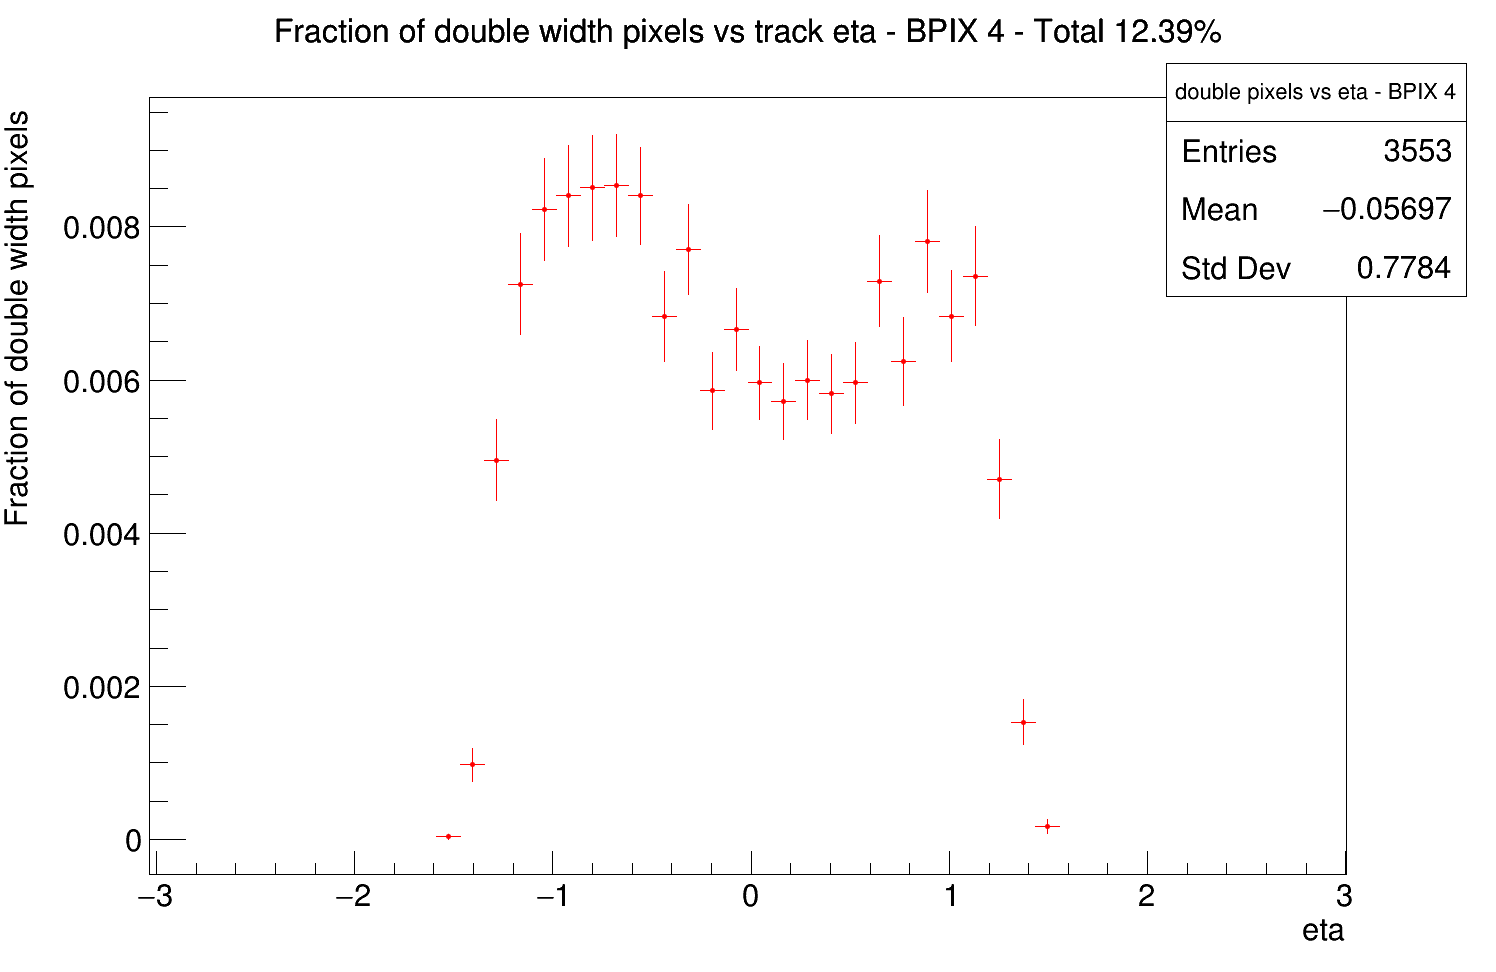 Fraction of double width pixels vs track eta - BPIX 4 - Total 12.39%
double pixels vs eta - BPIX 4
Entries 3553
Mean −0.05697
Std Dev 0.7784
Fraction of double width pixels
0.008
0.006
0.004
0.002
0
−3 −2 −1 0 1 2 3
eta